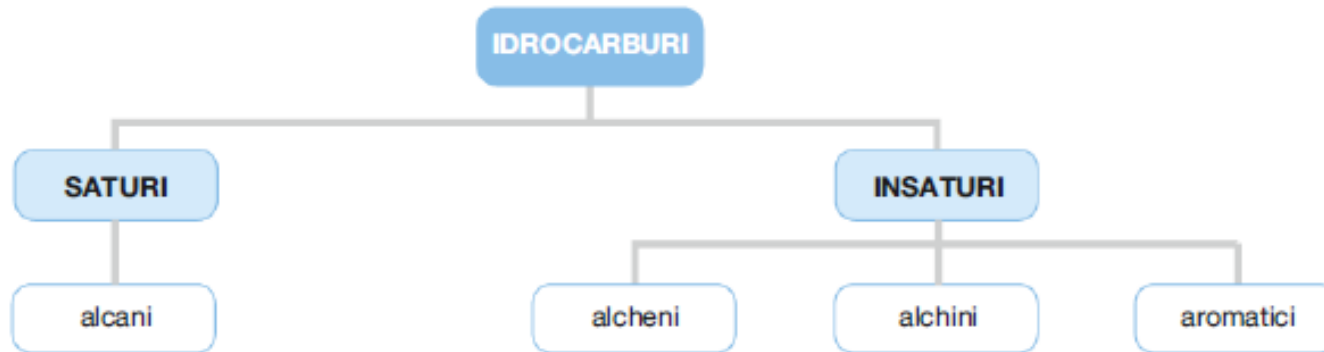 IDROCARBURI
SATURI
INSATURI
alcani
alcheni
alchini
aromatici